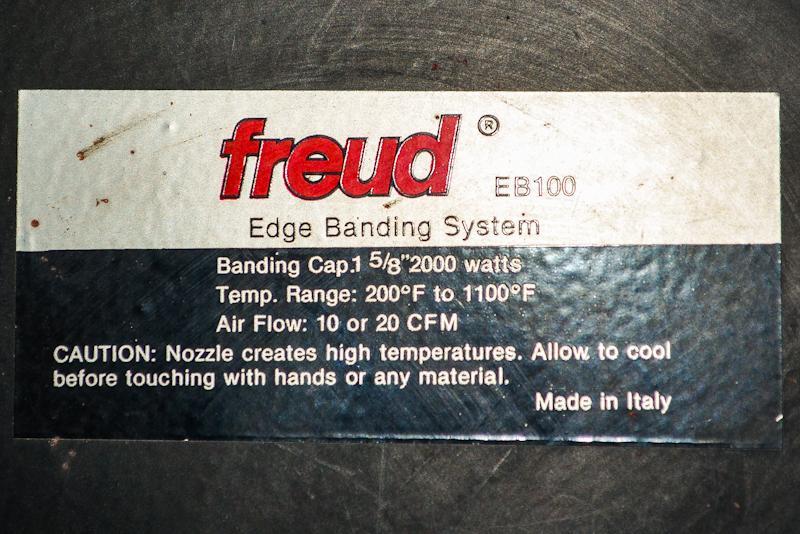 freud ® EB100
Edge Banding System
Banding Cap.1 5/8"2000 watts
Temp. Range: 200°F to 1100°F
Air Flow: 10 or 20 CFM
CAUTION: Nozzle creates high temperatures. Allow to cool
before touching with hands or any material.
Made in Italy